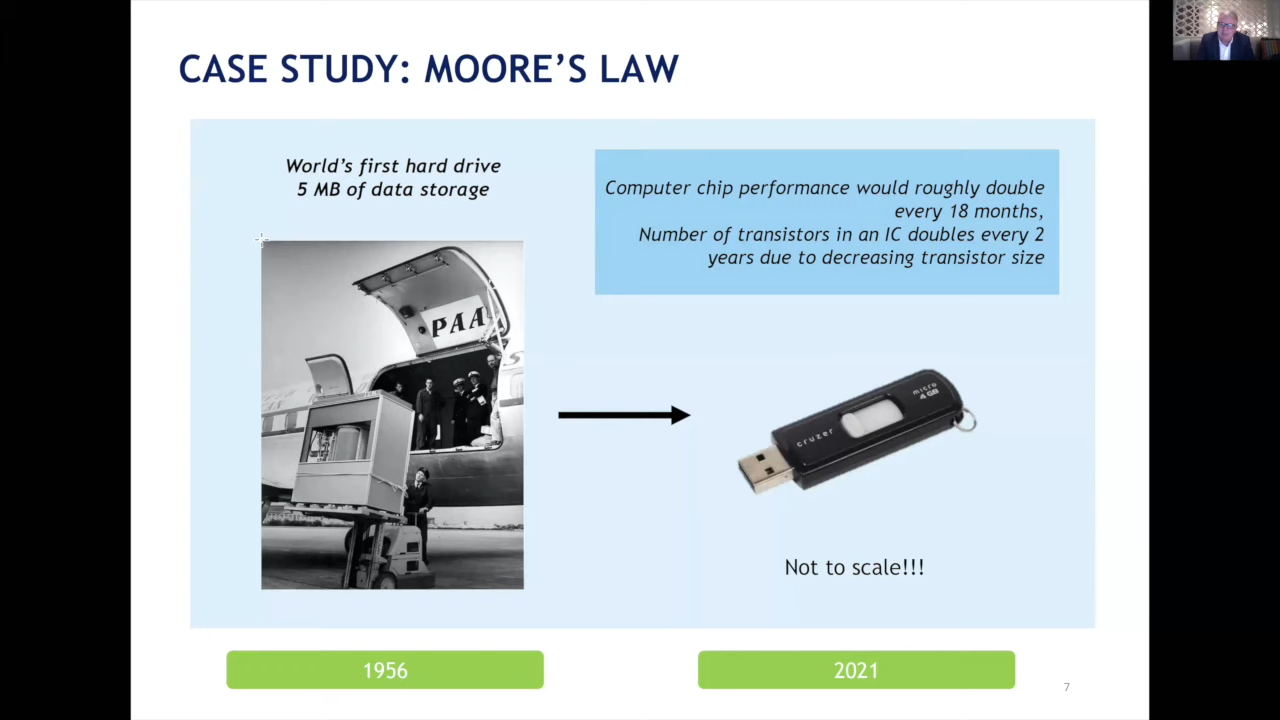 CASE STUDY: MOORE'S LAW
World's first hard drive
5 MB of data storage
Computer chip performance would roughly double
every 18 months,
Number of transistors in an IC doubles every 2
years due to decreasing transistor size
PAA
cruzer
micro
4 GB
Not to scale!!!
1956
2021
7